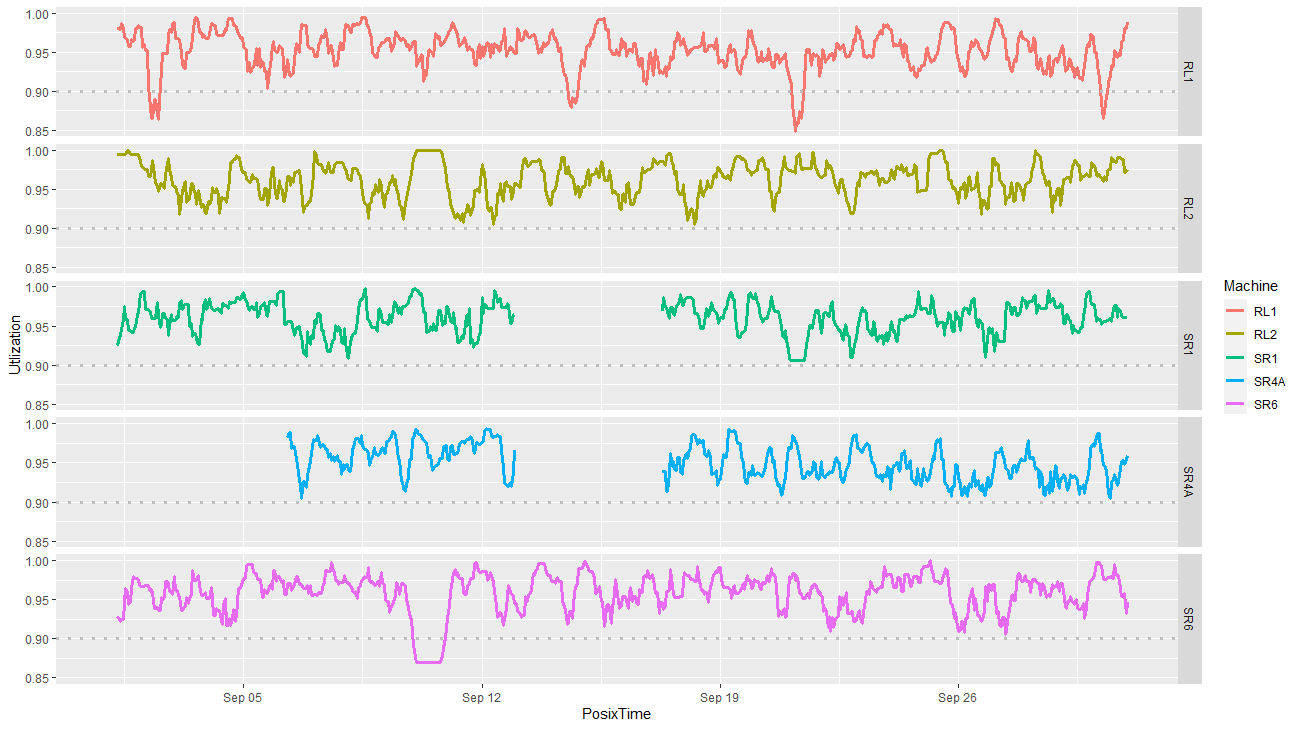 Utlization
1.00
0.95
0.90
0.85
RL1
1.00
0.95
0.90
0.85
RL2
1.00
0.95
0.90
0.85
SR1
1.00
0.95
0.90
0.85
SR4A
1.00
0.95
0.90
0.85
SR6
Sep 05
Sep 12
Sep 19
Sep 26
PosixTime
Machine
RL1
RL2
SR1
SR4A
SR6